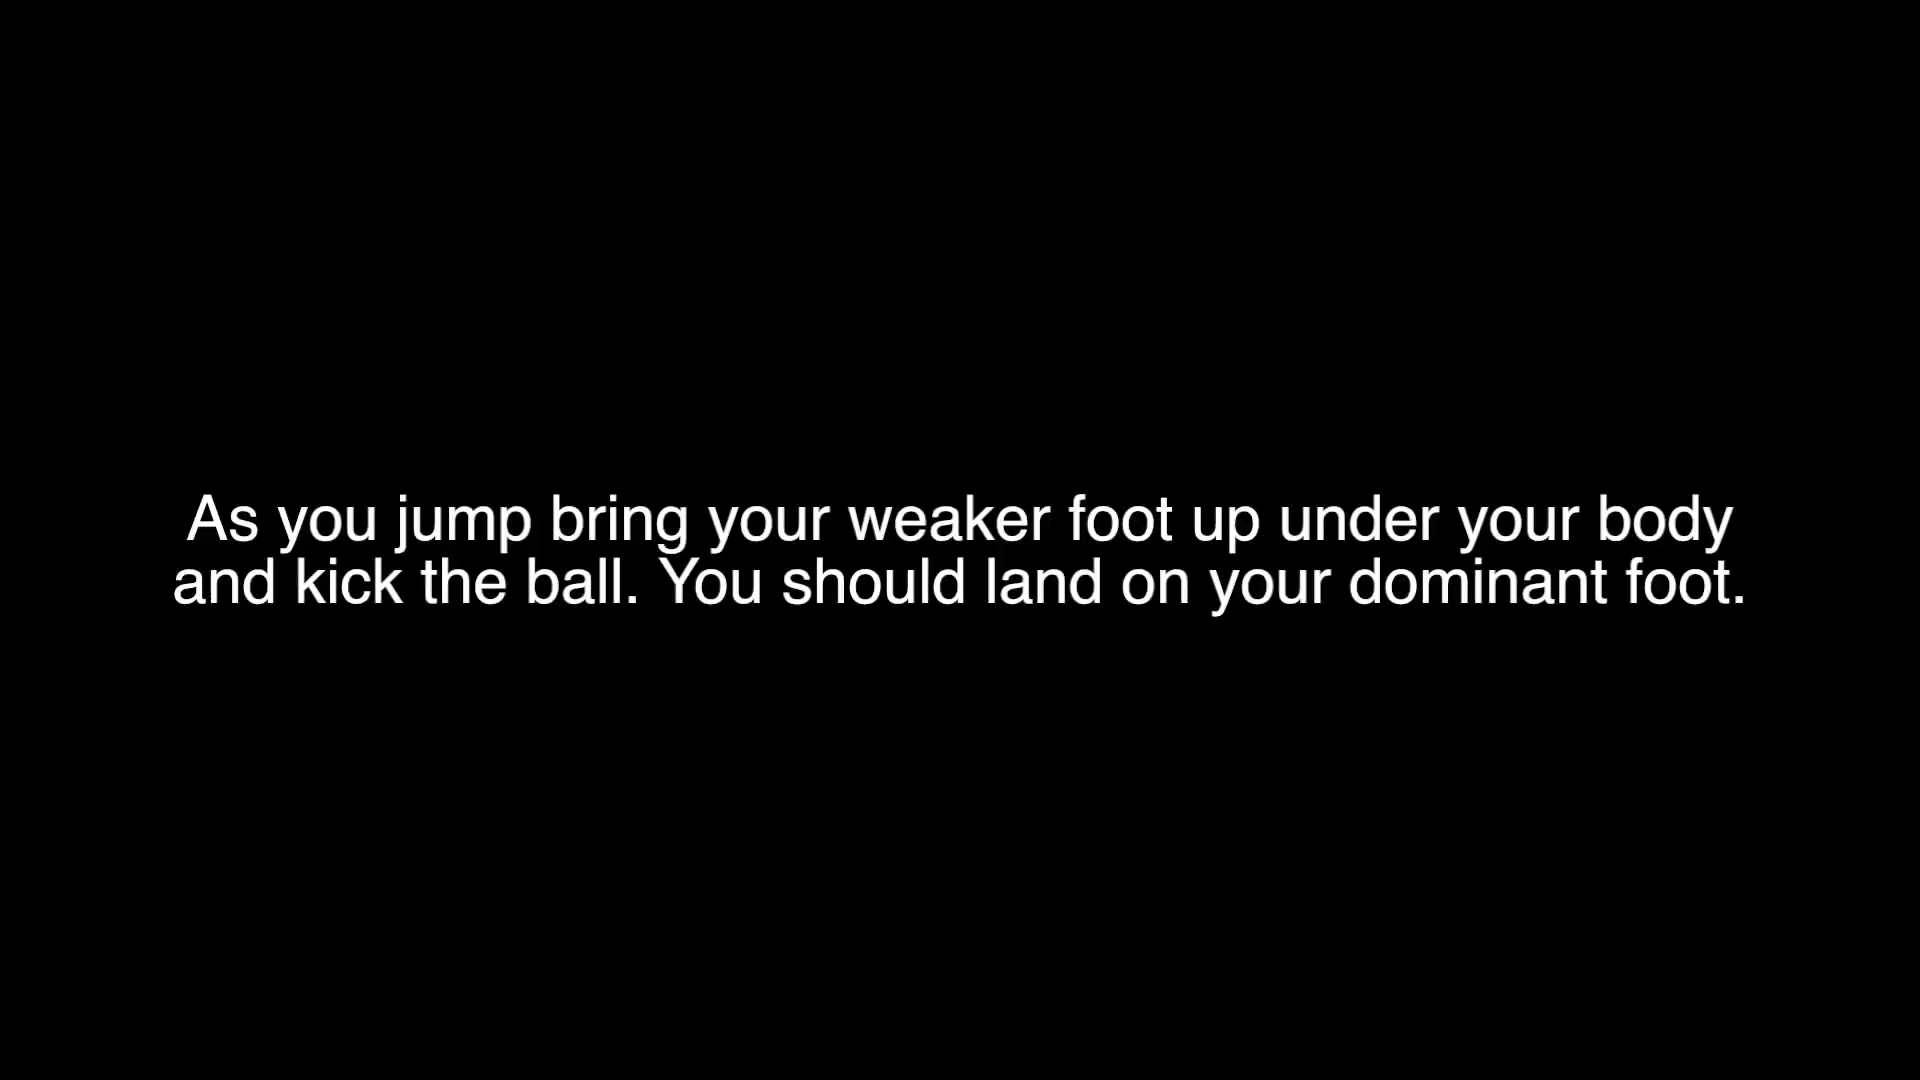 As you jump bring your weaker foot up under your body
and kick the ball. You should land on your dominant foot.